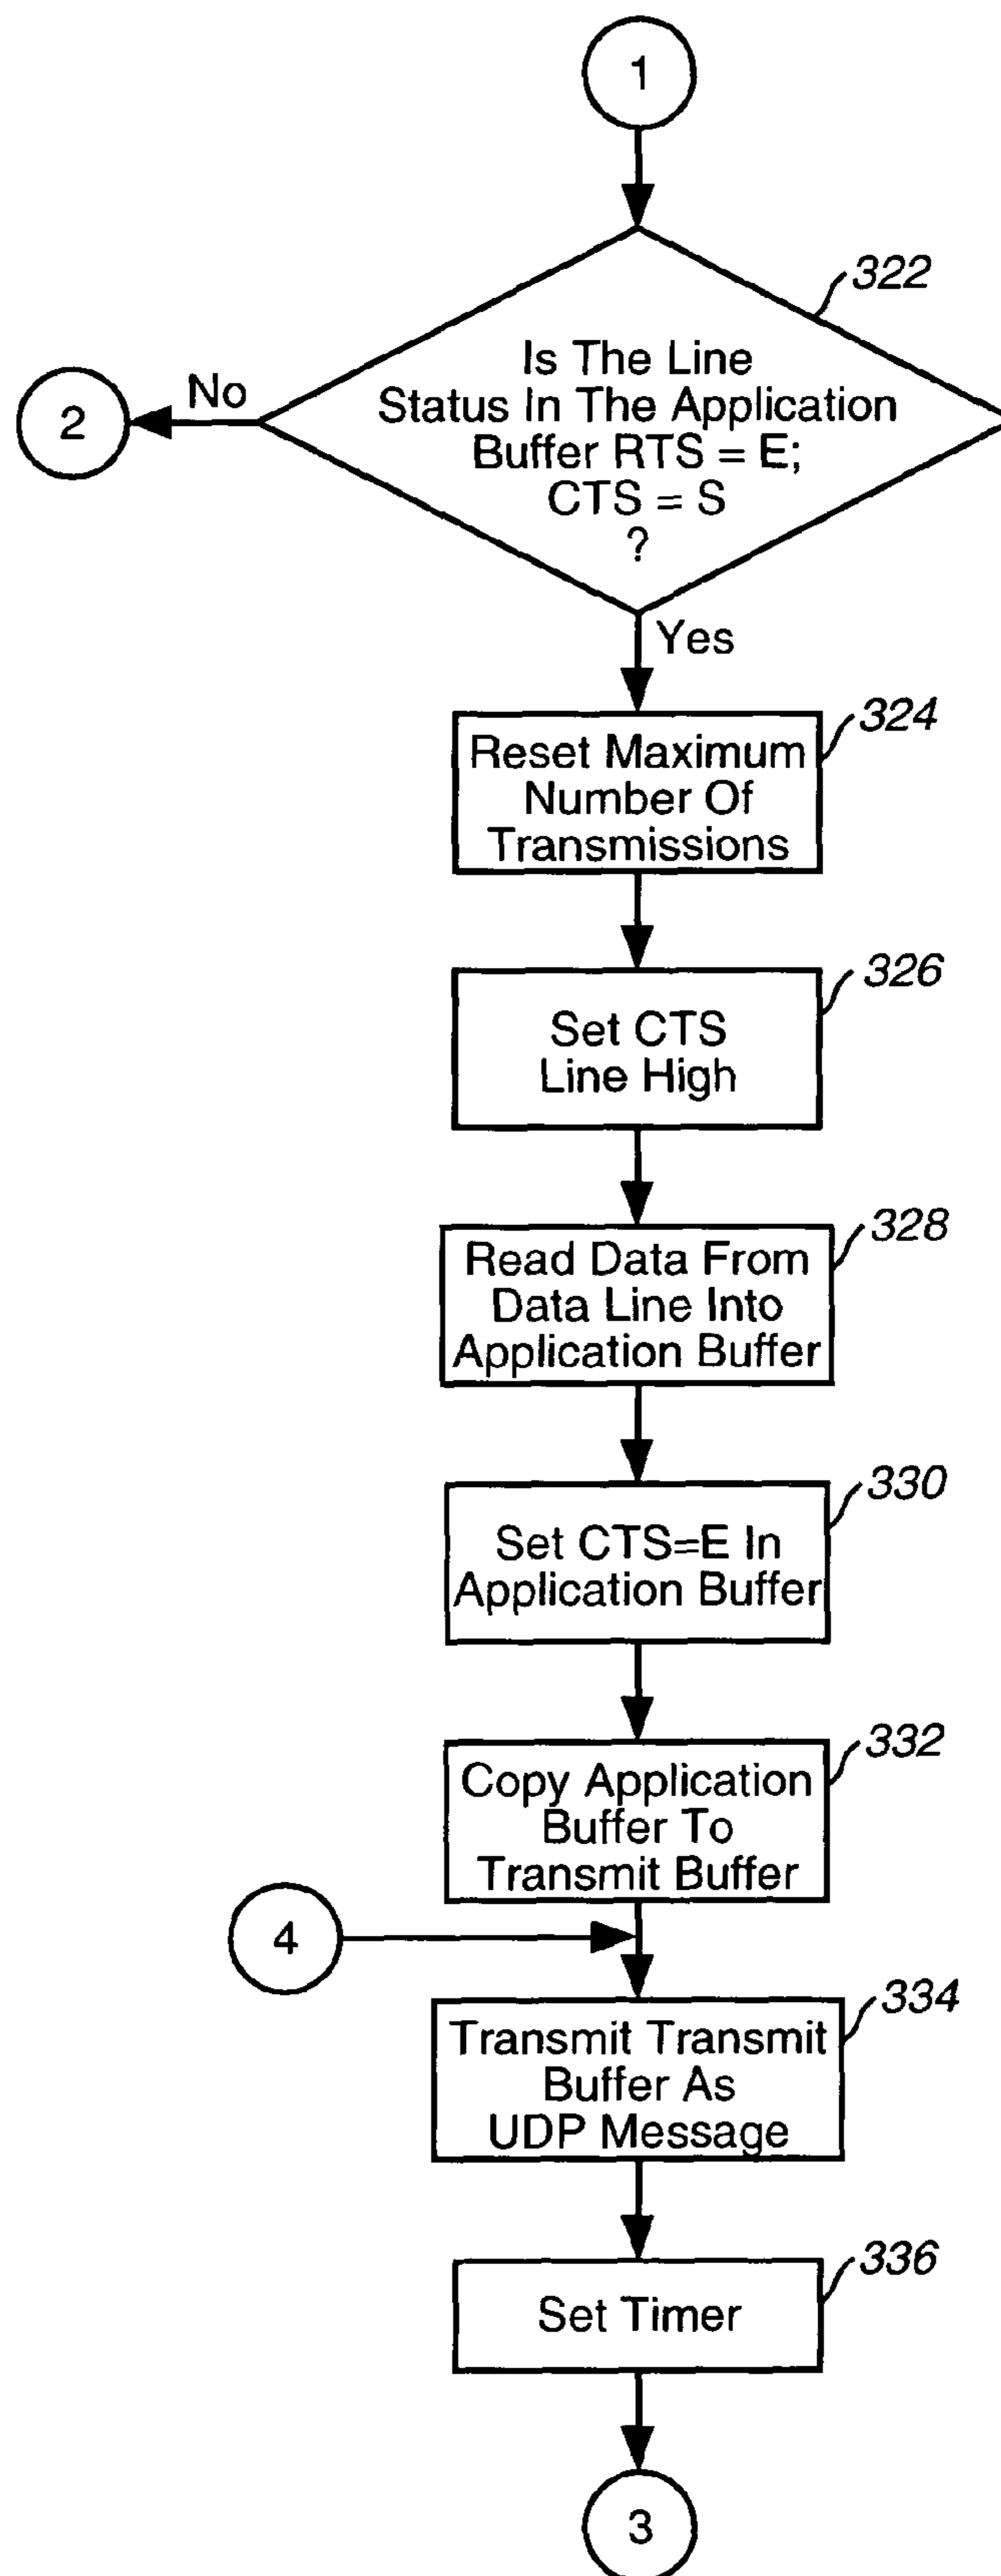 1
322
Is The Line
Status In The Application
Buffer RTS = E;
CTS = S
?
No
2
Yes
324
Reset Maximum
Number Of
Transmissions
326
Set CTS
Line High
328
Read Data From
Data Line Into
Application Buffer
330
Set CTS=E In
Application Buffer
332
Copy Application
Buffer To
Transmit Buffer
4
334
Transmit Transmit
Buffer As
UDP Message
336
Set Timer
3